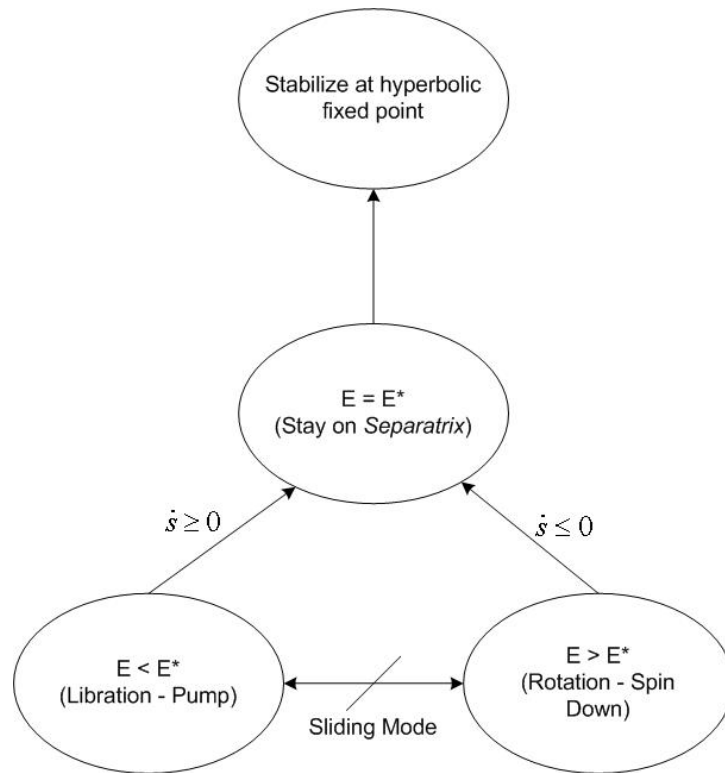 Stabilize at hyperbolic
fixed point
E = E*
(Stay on Separatrix)
ṡ ≥ 0
ṡ ≤ 0
E < E*
(Libration - Pump)
E > E*
(Rotation - Spin
Down)
Sliding Mode